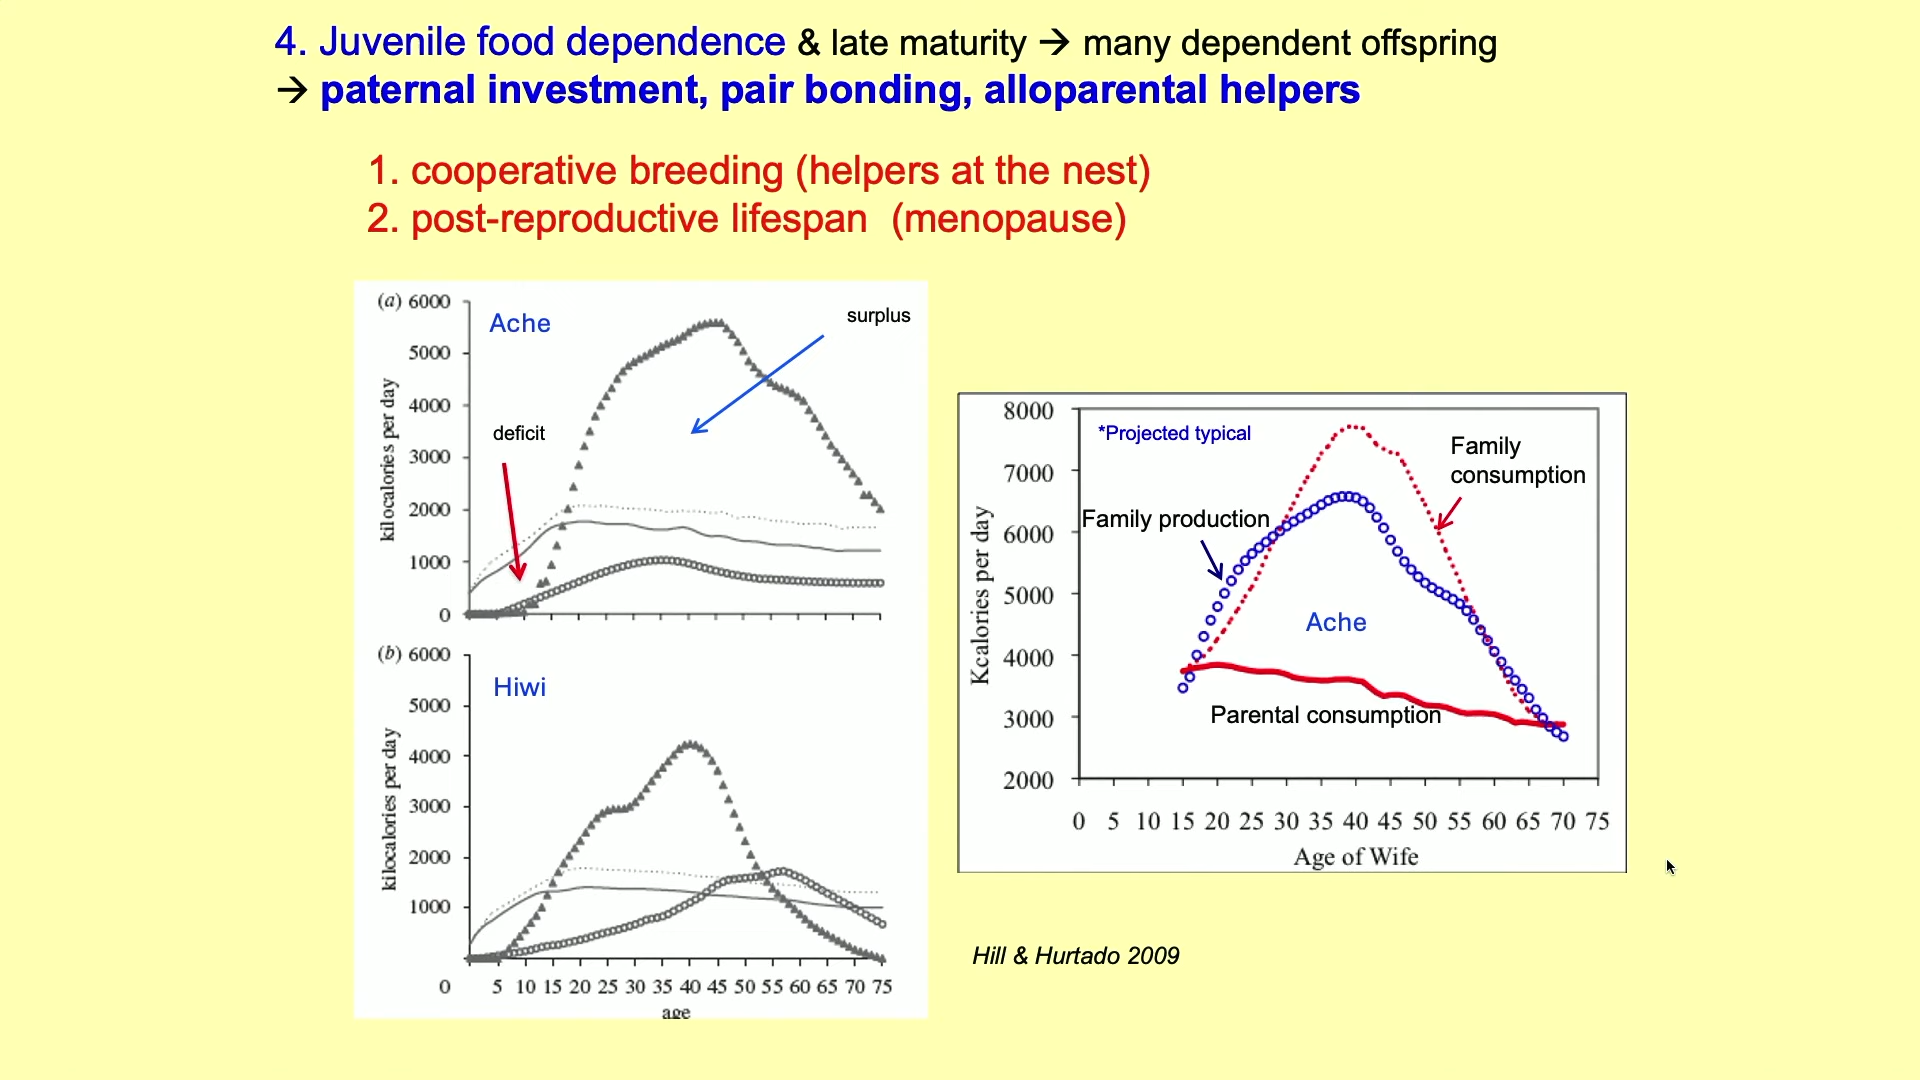 4. Juvenile food dependence & late maturity → many dependent offspring
→ paternal investment, pair bonding, alloparental helpers
1. cooperative breeding (helpers at the nest)
2. post-reproductive lifespan (menopause)
(a) 6000
Ache
surplus
5000
4000
deficit
3000
2000
1000
0
kilocalories per day
(b) 6000
Hiwi
5000
4000
3000
2000
1000
kilocalories per day
0 5 10 15 20 25 30 35 40 45 50 55 60 65 70 75
age
8000
*Projected typical
Family
consumption
7000
Family production
6000
5000
Ache
4000
Parental consumption
3000
2000
Kcalories per day
0 5 10 15 20 25 30 35 40 45 50 55 60 65 70 75
Age of Wife
Hill & Hurtado 2009